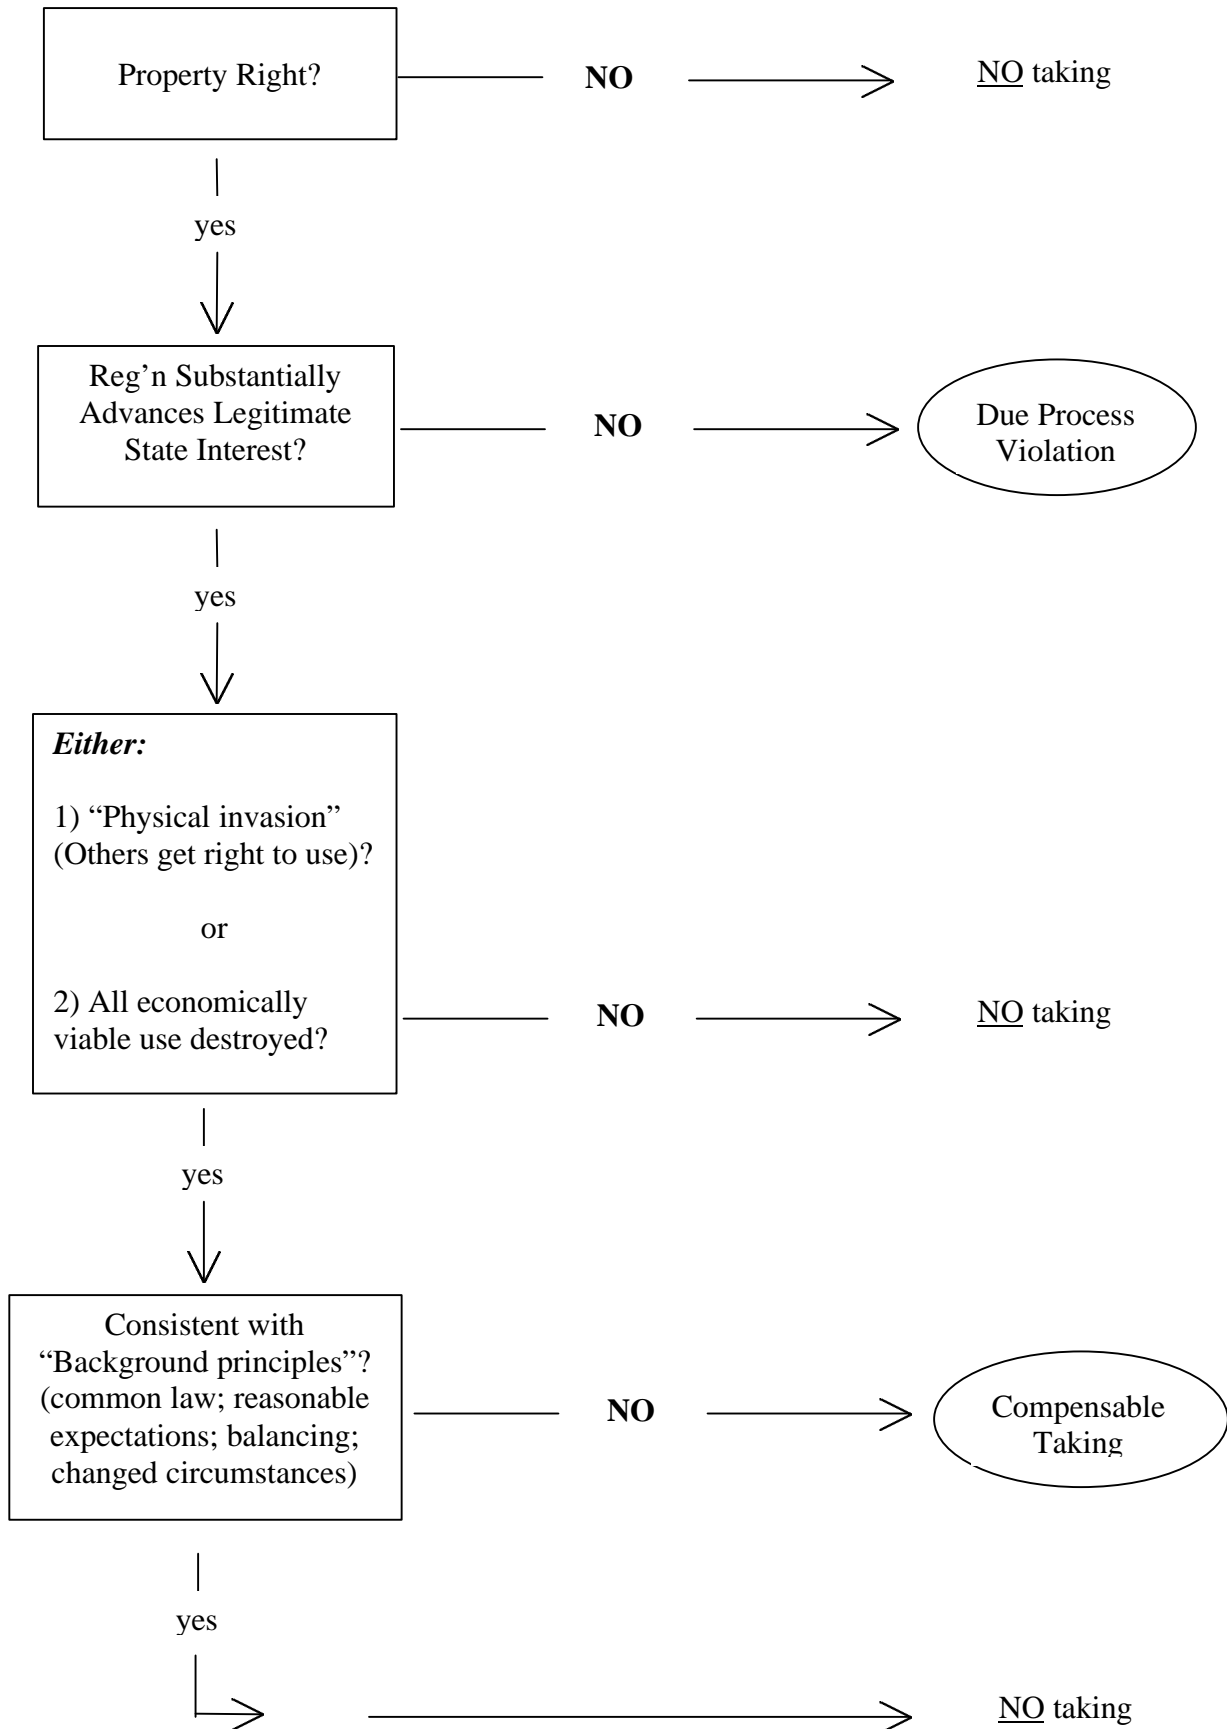 Property Right?
NO
NO taking
yes
Reg’n Substantially
Advances Legitimate
State Interest?
NO
Due Process
Violation
yes
Either:
1) “Physical invasion”
(Others get right to use)?
or
2) All economically
viable use destroyed?
NO
NO taking
yes
Consistent with
“Background principles”?
(common law; reasonable
expectations; balancing;
changed circumstances)
NO
Compensable
Taking
yes
NO taking